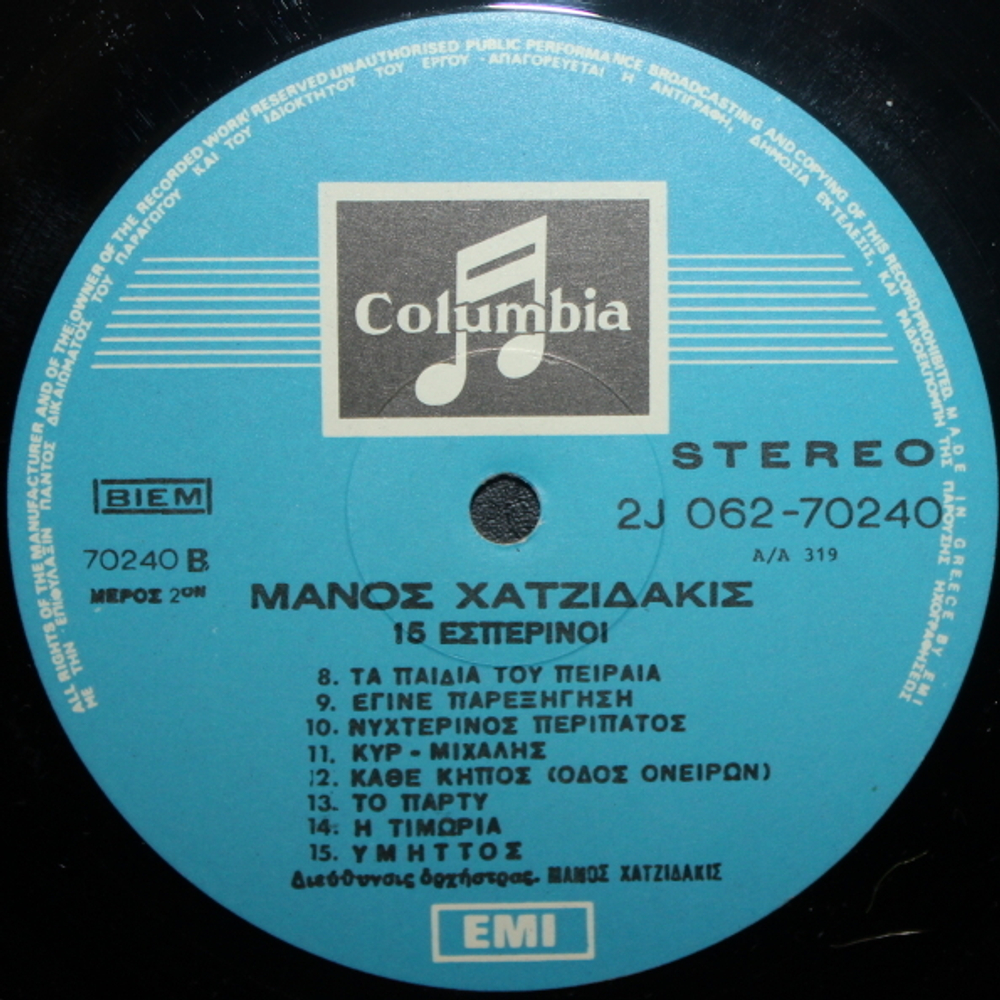 ALL RIGHTS OF THE MANUFACTURER AND OF THE OWNER OF THE RECORDED WORK RESERVED UNAUTHORISED PUBLIC PERFORMANCE BROADCASTING AND COPYING OF THIS RECORD PROHIBITED. MADE IN GREECE BY EMI
ΜΕ ΤΗΝ ΕΠΙΦΥΛΑΞΙΝ ΠΑΝΤΟΣ ΔΙΚΑΙΩΜΑΤΟΣ ΤΟΥ ΠΑΡΑΓΩΓΟΥ ΚΑΙ ΤΟΥ ΙΔΙΟΚΤΗΤΟΥ ΤΟΥ ΕΡΓΟΥ - ΑΠΑΓΟΡΕΥΕΤΑΙ Η ΑΝΤΙΓΡΑΦΗ, ΔΗΜΟΣΙΑ ΕΚΤΕΛΕΣΙΣ, ΚΑΙ ΡΑΔΙΟΕΚΠΟΜΠΗ ΤΗΣ ΠΑΡΟΥΣΗΣ ΗΧΟΓΡΑΦΗΣΕΩΣ
Columbia
STEREO
BIEM
2J 062-70240
70240 B
A/A 319
ΜΕΡΟΣ 2ΟΝ
ΜΑΝΟΣ ΧΑΤΖΙΔΑΚΙΣ
15 ΕΣΠΕΡΙΝΟΙ
8. ΤΑ ΠΑΙΔΙΑ ΤΟΥ ΠΕΙΡΑΙΑ
9. ΕΓΙΝΕ ΠΑΡΕΞΗΓΗΣΗ
10. ΝΥΧΤΕΡΙΝΟΣ ΠΕΡΙΠΑΤΟΣ
11. ΚΥΡ - ΜΙΧΑΛΗΣ
12. ΚΑΘΕ ΚΗΠΟΣ (ΟΔΟΣ ΟΝΕΙΡΩΝ)
13. ΤΟ ΠΑΡΤΥ
14. Η ΤΙΜΩΡΙΑ
15. ΥΜΗΤΤΟΣ
Διεύθυνσις ὀρχήστρας. ΜΑΝΟΣ ΧΑΤΖΙΔΑΚΙΣ
EMI